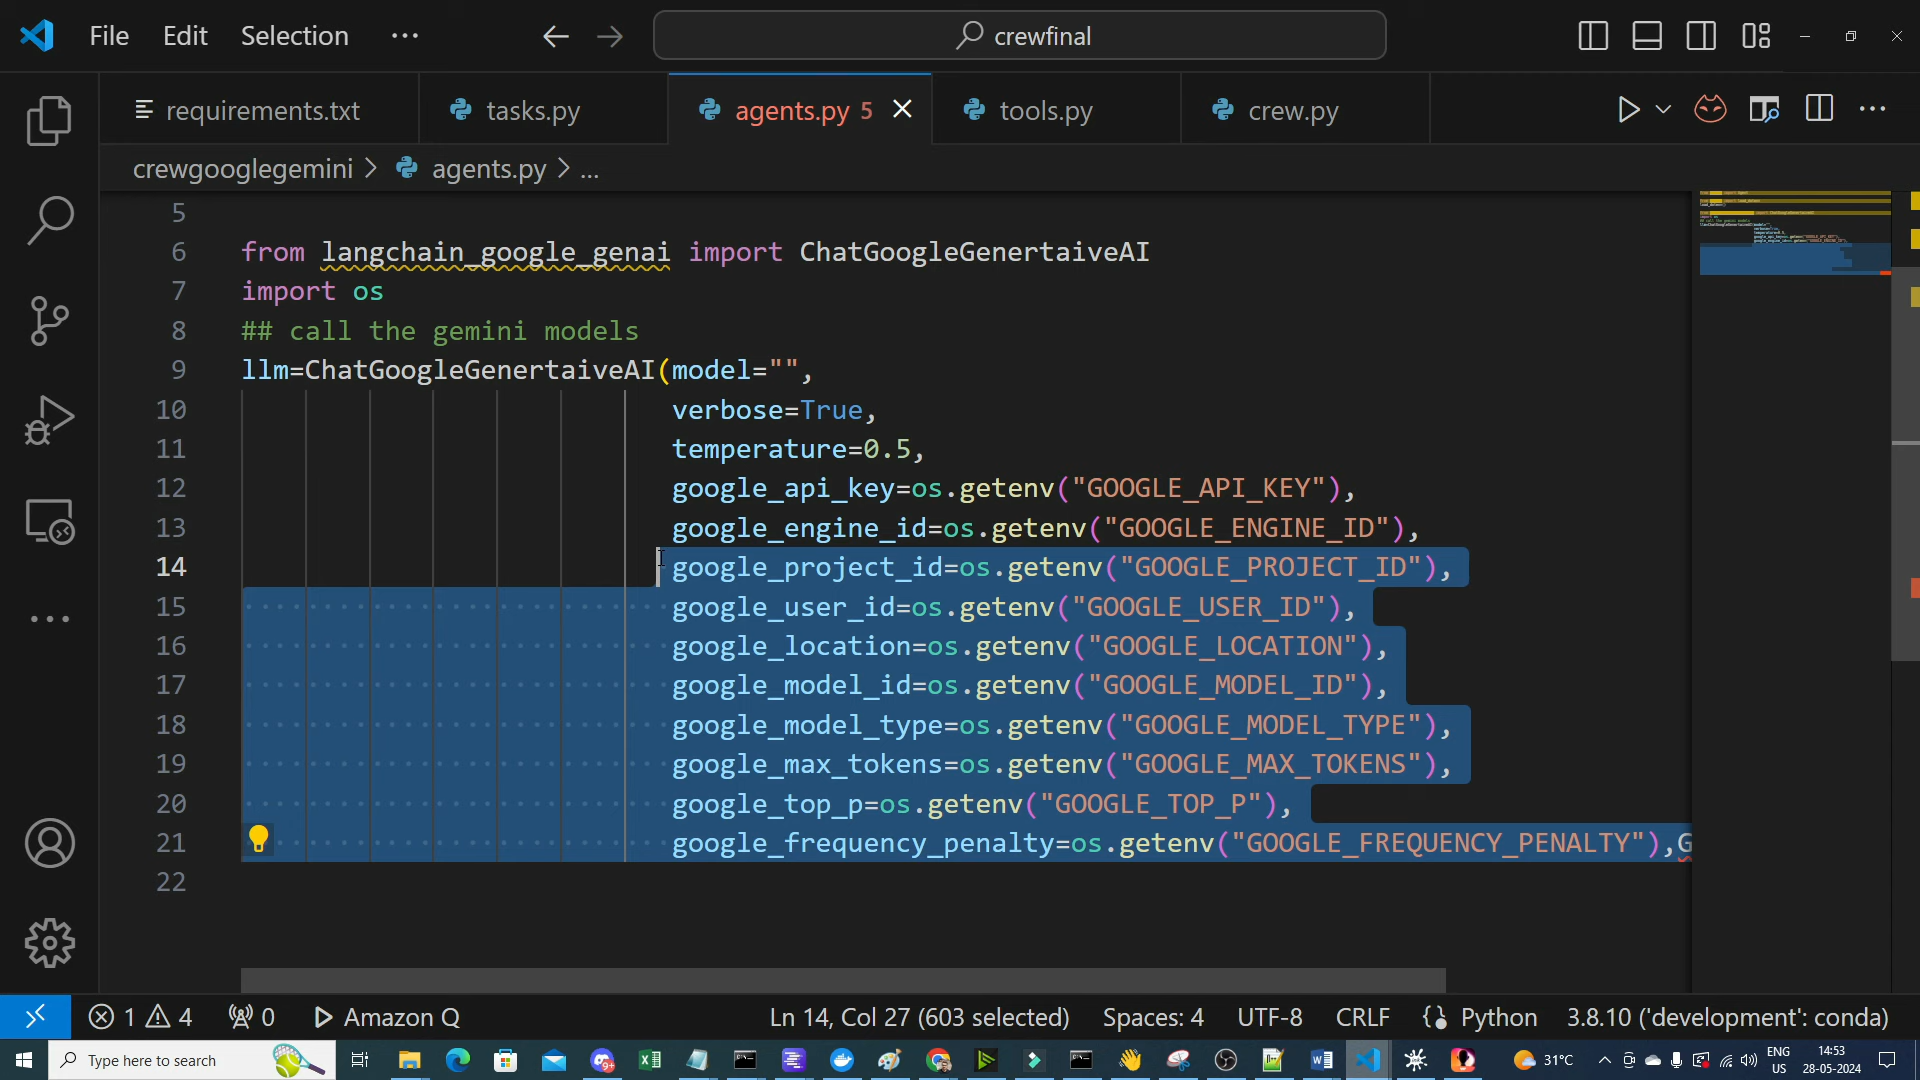 File Edit Selection ··· crewfinal
requirements.txt tasks.py agents.py 5 tools.py crew.py
crewgooglegemini > agents.py > ...
5
6 from langchain_google_genai import ChatGoogleGenertaiveAI
7 import os
8 ## call the gemini models
9 llm=ChatGoogleGenertaiveAI(model="",
10 verbose=True,
11 temperature=0.5,
12 google_api_key=os.getenv("GOOGLE_API_KEY"),
13 google_engine_id=os.getenv("GOOGLE_ENGINE_ID"),
14 google_project_id=os.getenv("GOOGLE_PROJECT_ID"),
15 google_user_id=os.getenv("GOOGLE_USER_ID"),
16 google_location=os.getenv("GOOGLE_LOCATION"),
17 google_model_id=os.getenv("GOOGLE_MODEL_ID"),
18 google_model_type=os.getenv("GOOGLE_MODEL_TYPE"),
19 google_max_tokens=os.getenv("GOOGLE_MAX_TOKENS"),
20 google_top_p=os.getenv("GOOGLE_TOP_P"),
21 google_frequency_penalty=os.getenv("GOOGLE_FREQUENCY_PENALTY"),G
22
1 4 0 Amazon Q Ln 14, Col 27 (603 selected) Spaces: 4 UTF-8 CRLF Python 3.8.10 ('development': conda)
Type here to search 31°C ENG US 14:53 28-05-2024